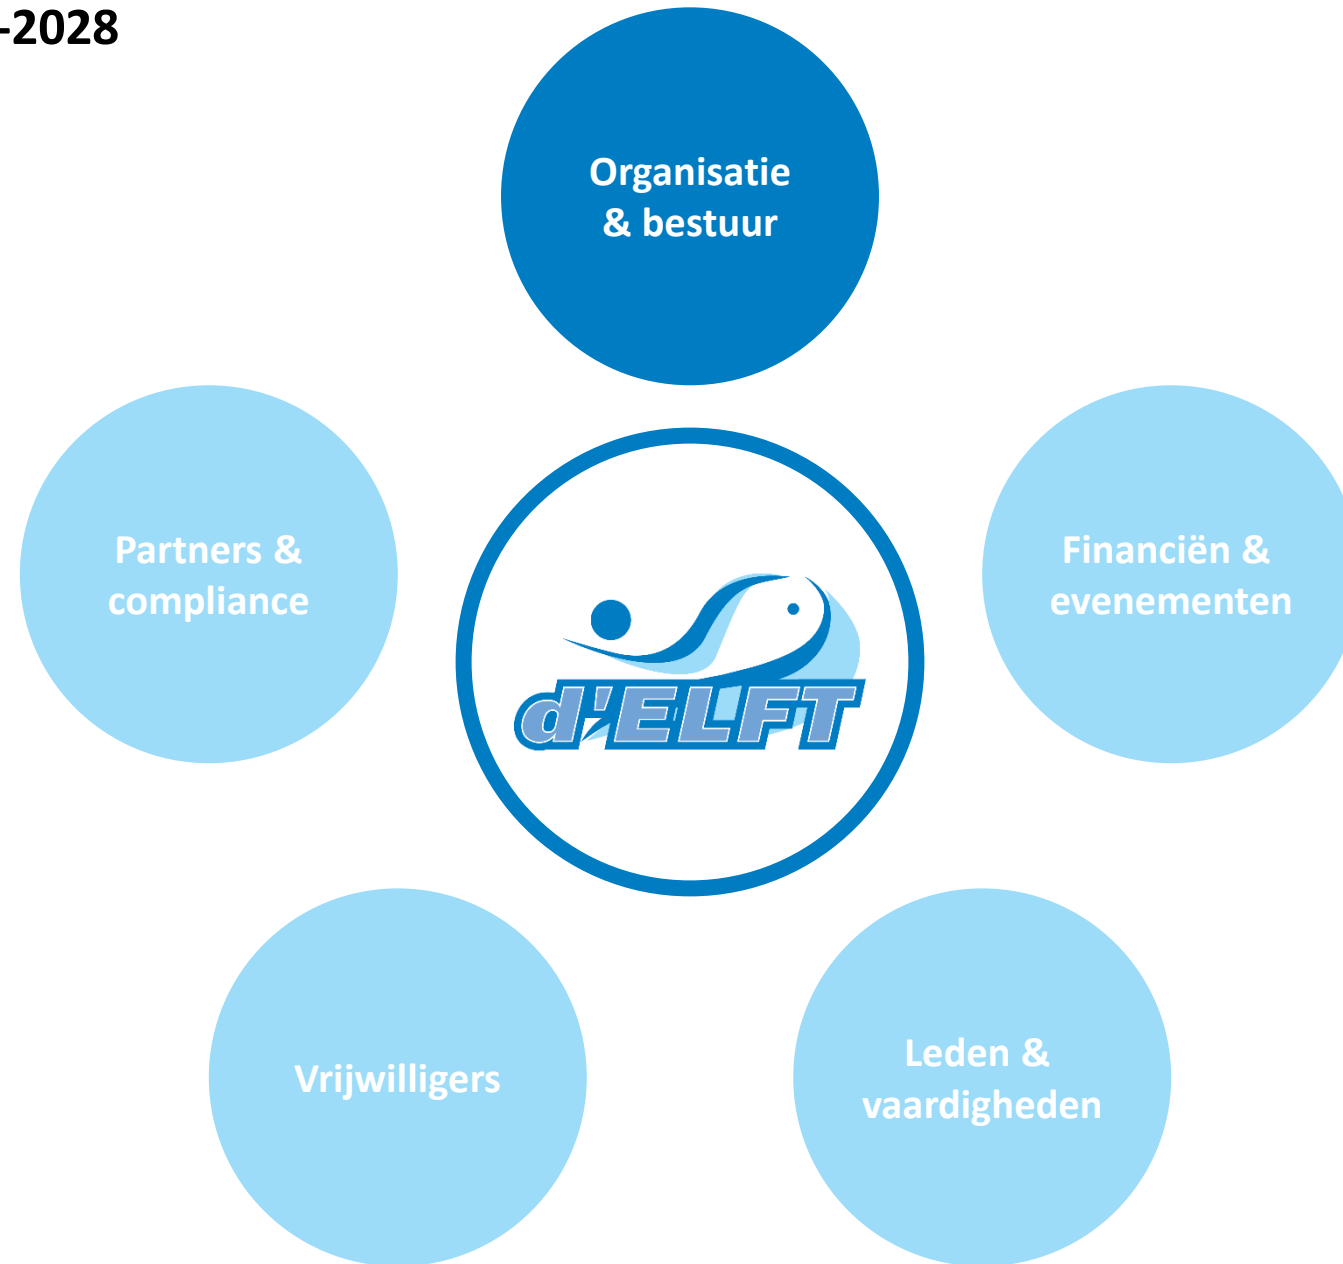 -2028
Organisatie
& bestuur
Partners &
compliance
Financiën &
evenementen
d'ELFT
Vrijwilligers
Leden &
vaardigheden